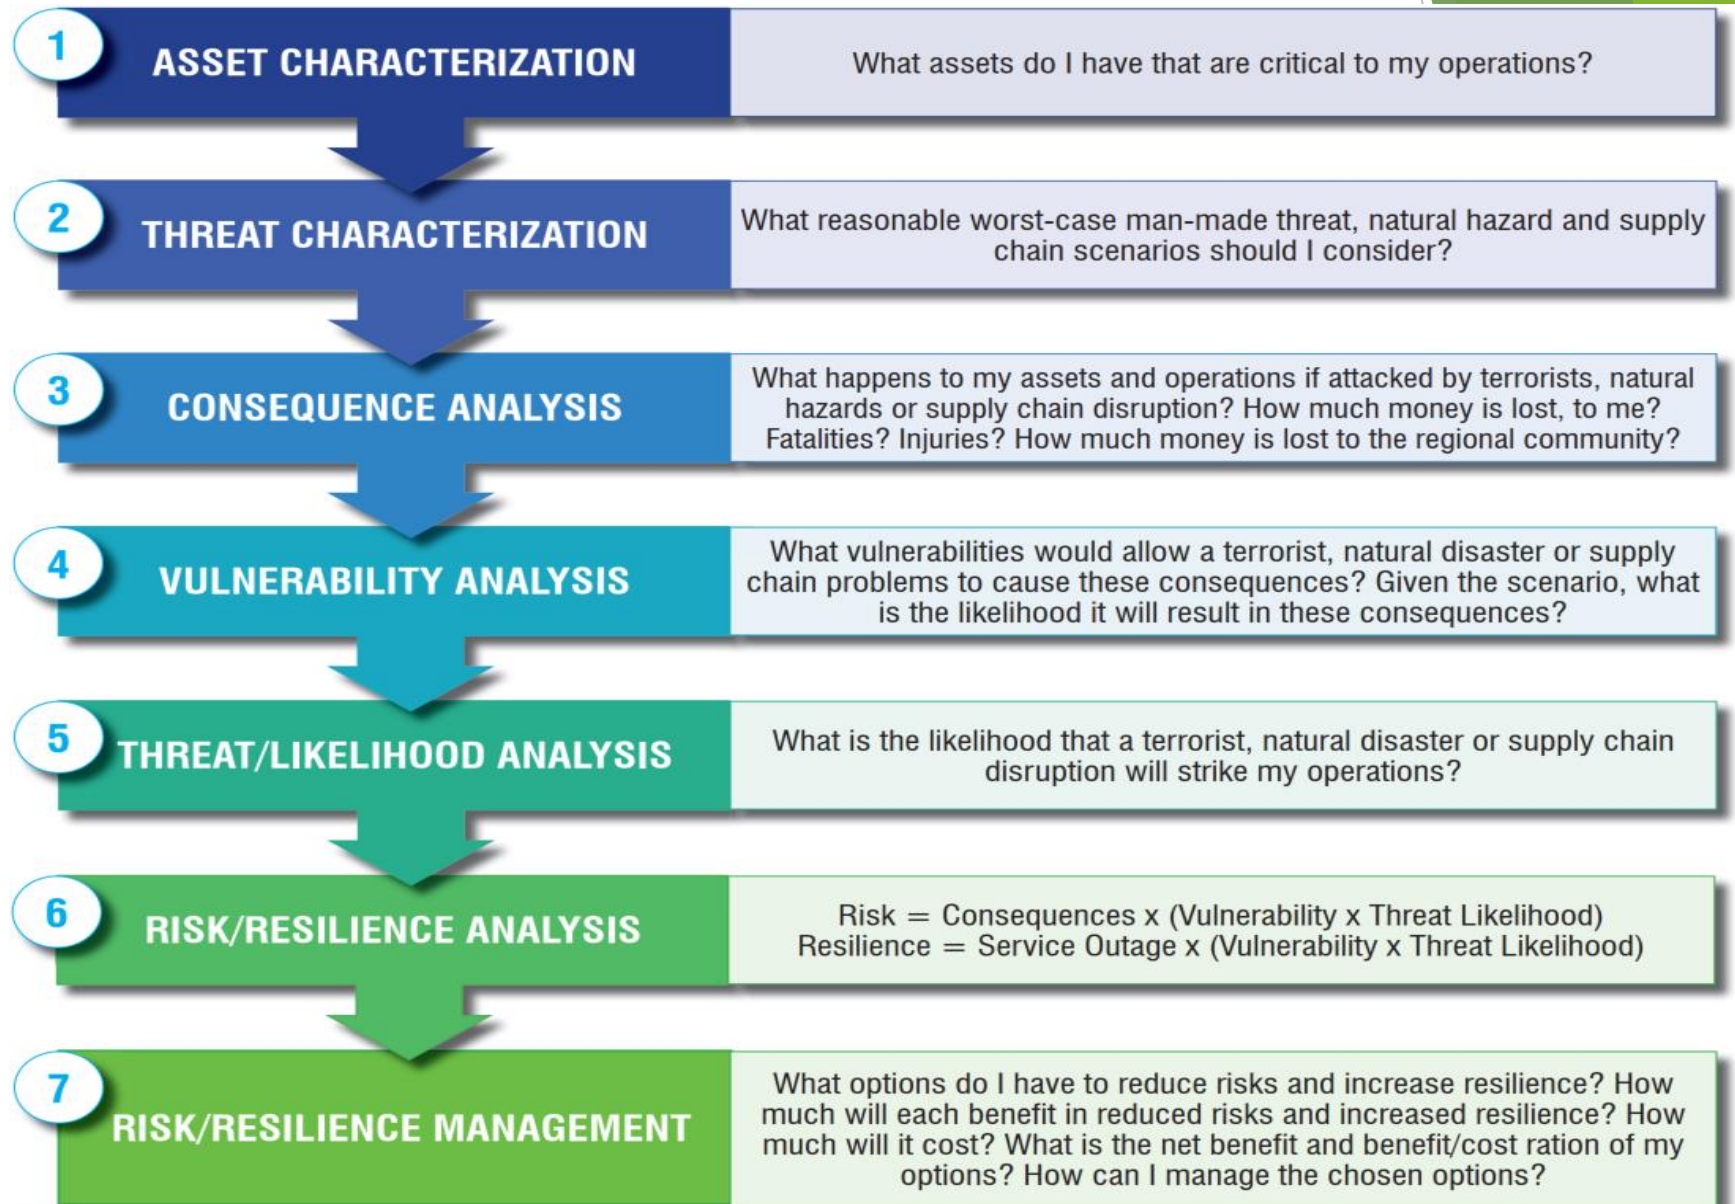 1
ASSET CHARACTERIZATION
What assets do I have that are critical to my operations?
2
THREAT CHARACTERIZATION
What reasonable worst-case man-made threat, natural hazard and supply
chain scenarios should I consider?
3
CONSEQUENCE ANALYSIS
What happens to my assets and operations if attacked by terrorists, natural
hazards or supply chain disruption? How much money is lost, to me?
Fatalities? Injuries? How much money is lost to the regional community?
4
VULNERABILITY ANALYSIS
What vulnerabilities would allow a terrorist, natural disaster or supply
chain problems to cause these consequences? Given the scenario, what
is the likelihood it will result in these consequences?
5
THREAT/LIKELIHOOD ANALYSIS
What is the likelihood that a terrorist, natural disaster or supply chain
disruption will strike my operations?
6
RISK/RESILIENCE ANALYSIS
Risk = Consequences x (Vulnerability x Threat Likelihood)
Resilience = Service Outage x (Vulnerability x Threat Likelihood)
7
RISK/RESILIENCE MANAGEMENT
What options do I have to reduce risks and increase resilience? How
much will each benefit in reduced risks and increased resilience? How
much will it cost? What is the net benefit and benefit/cost ration of my
options? How can I manage the chosen options?